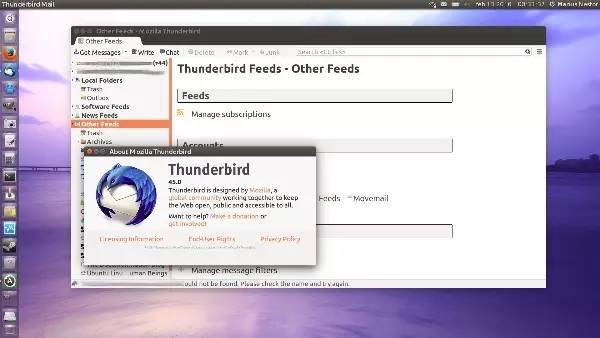 Thunderbird Mail
Marius Nestor
Other Feeds - Mozilla Thunderbird
Other Feeds
Get Messages
Write
Chat
Delete
Mark
Junk
Search <Ctrl+K>
(+44)
Local Folders
Trash
Outbox
Software Feeds
News Feeds
Other Feeds
Trash
Archives
Thunderbird Feeds - Other Feeds
Feeds
Manage subscriptions
Accounts
Feeds
Movemail
Manage message filters
About Mozilla Thunderbird
Thunderbird
45.0
Thunderbird is designed by Mozilla, a
global community working together to keep
the Web open, public and accessible to all.
Want to help? Make a donation or
get involved!
Licensing Information
End-User Rights
Privacy Policy
Ubuntu Linu... uman Beings
ould not be found. Please check the name and try again.